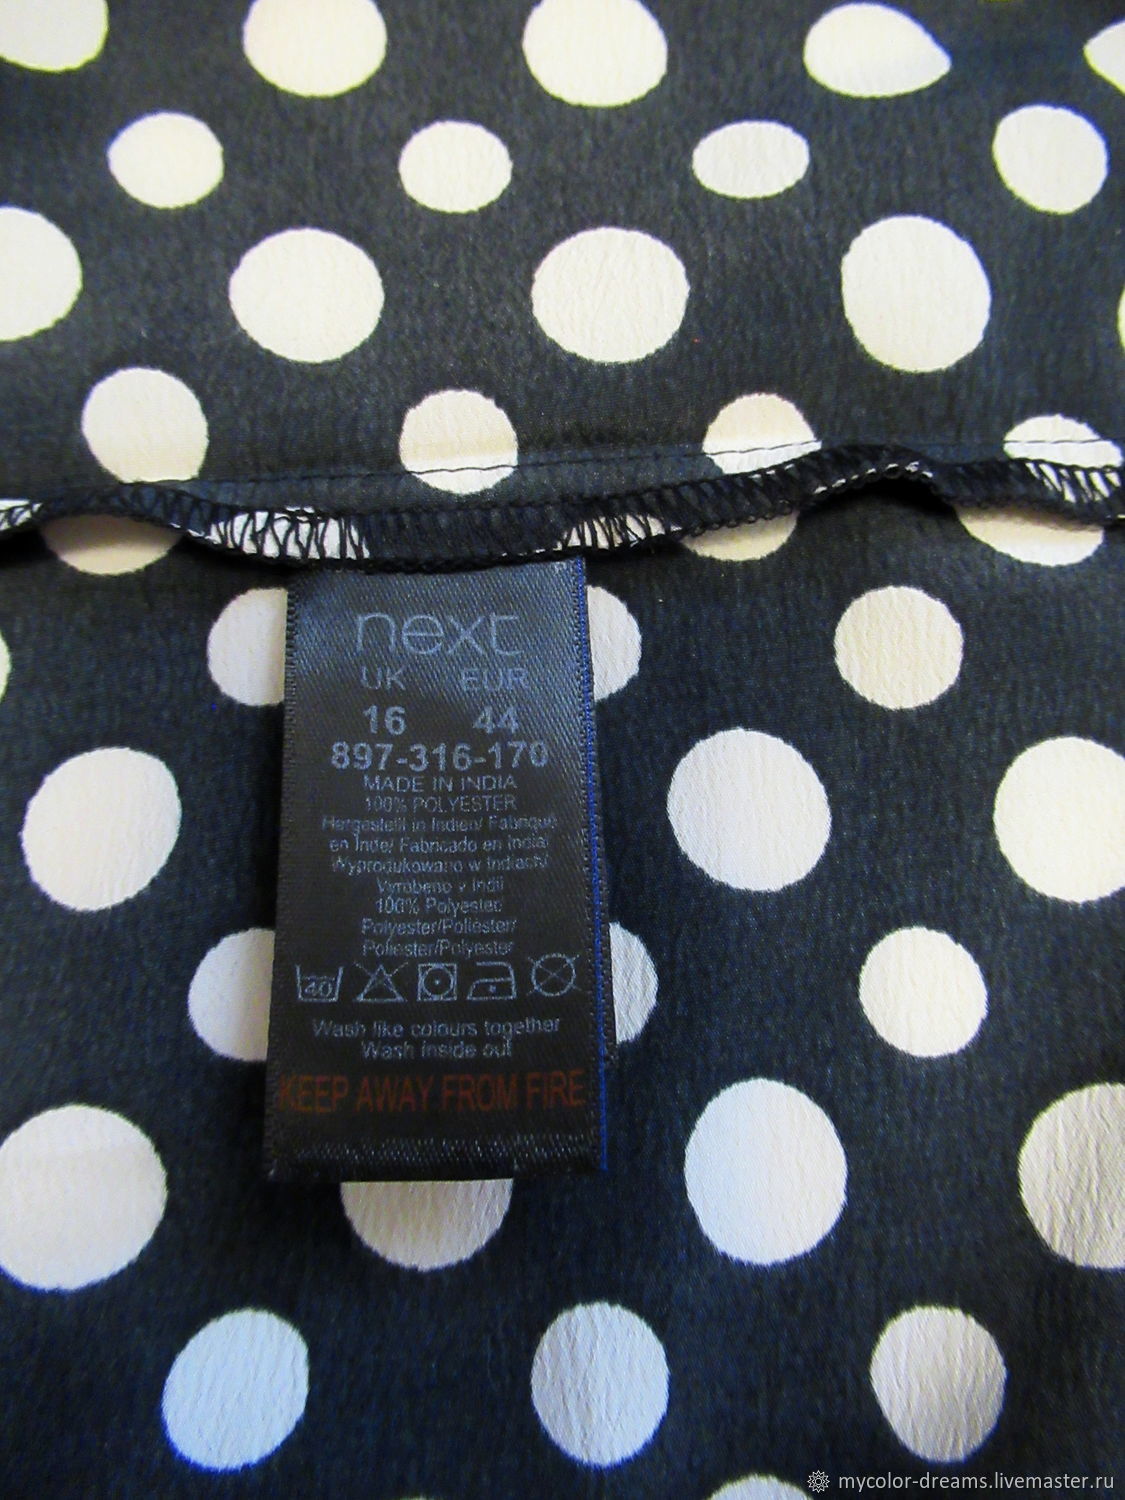 next
UK EUR
16 44
897-316-170
MADE IN INDIA
100% POLYESTER
Hergestellt in Indien/ Fabriqué
en Inde/ Fabricado en India/
Wyprodukowano w Indiach/
Vyrobeno v Indii
100% Polyester/
Polyester/Poliester/
Poliester/Polyester
40
Wash like colours together
Wash inside out
KEEP AWAY FROM FIRE
mycolor-dreams.livemaster.ru